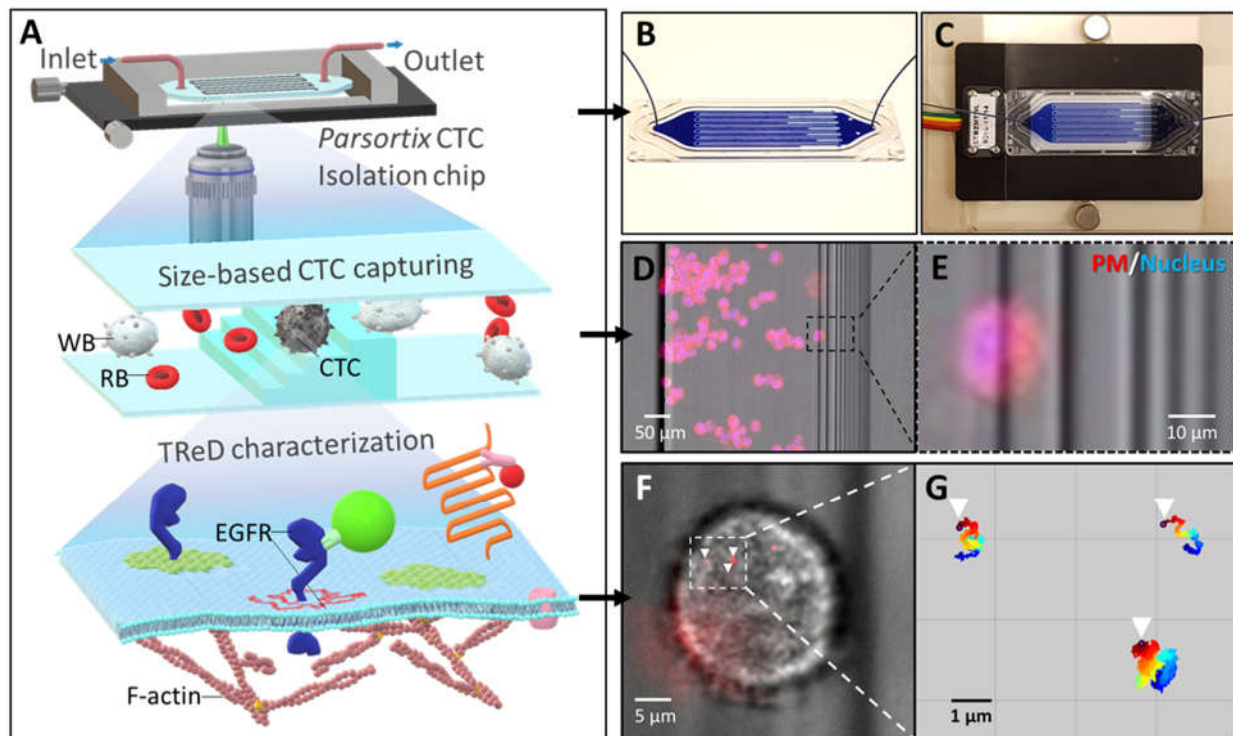 A
Inlet
Outlet
Parsortix CTC
Isolation chip
Size-based CTC capturing
WB
RB
CTC
TReD characterization
EGFR
F-actin
B
C
D
50 µm
E
PM/Nucleus
10 µm
F
5 µm
G
1 µm